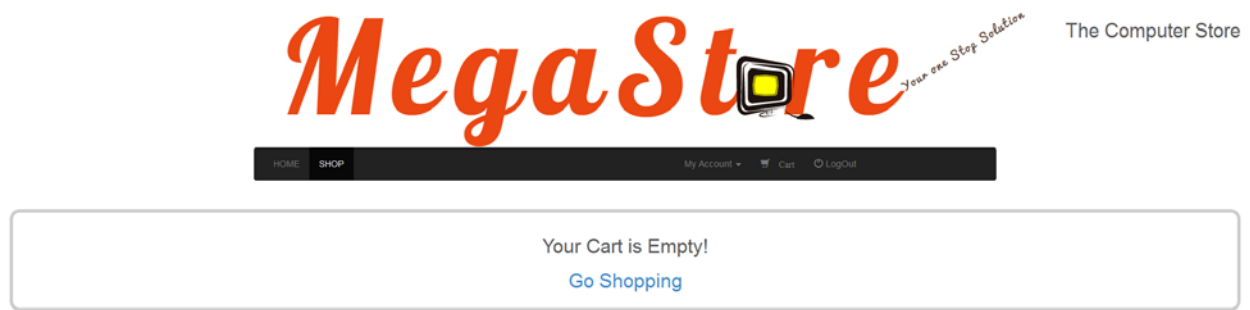 MegaStore
Your one Stop Solution
The Computer Store
HOME SHOP My Account Cart LogOut
Your Cart is Empty!
Go Shopping